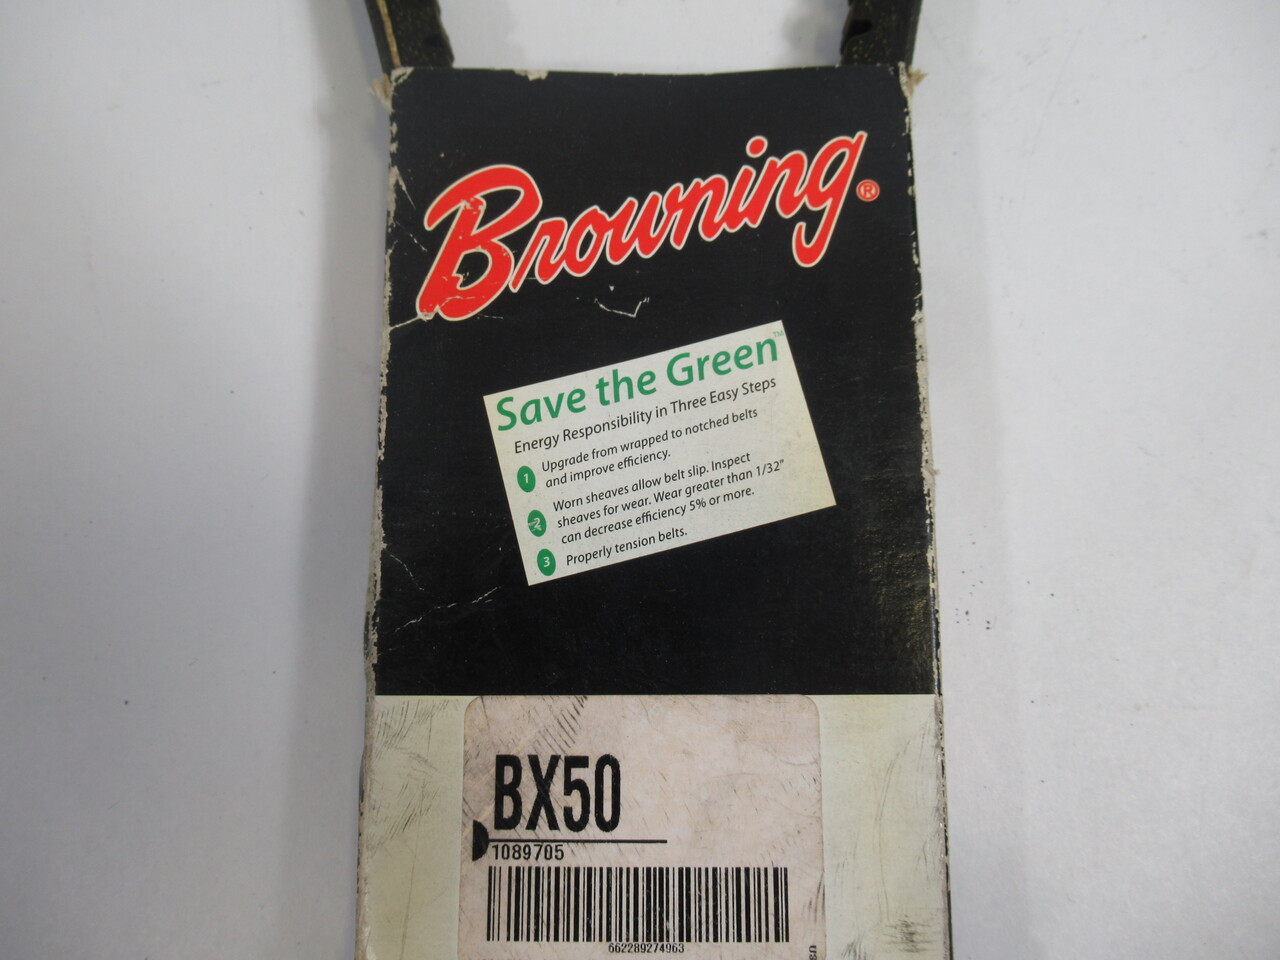 Browning®
Save the Green™
Energy Responsibility in Three Easy Steps
1 Upgrade from wrapped to notched belts
and improve efficiency.
2 Worn sheaves allow belt slip. Inspect
sheaves for wear. Wear greater than 1/32"
can decrease efficiency 5% or more.
3 Properly tension belts.
BX50
1089705
662289274963